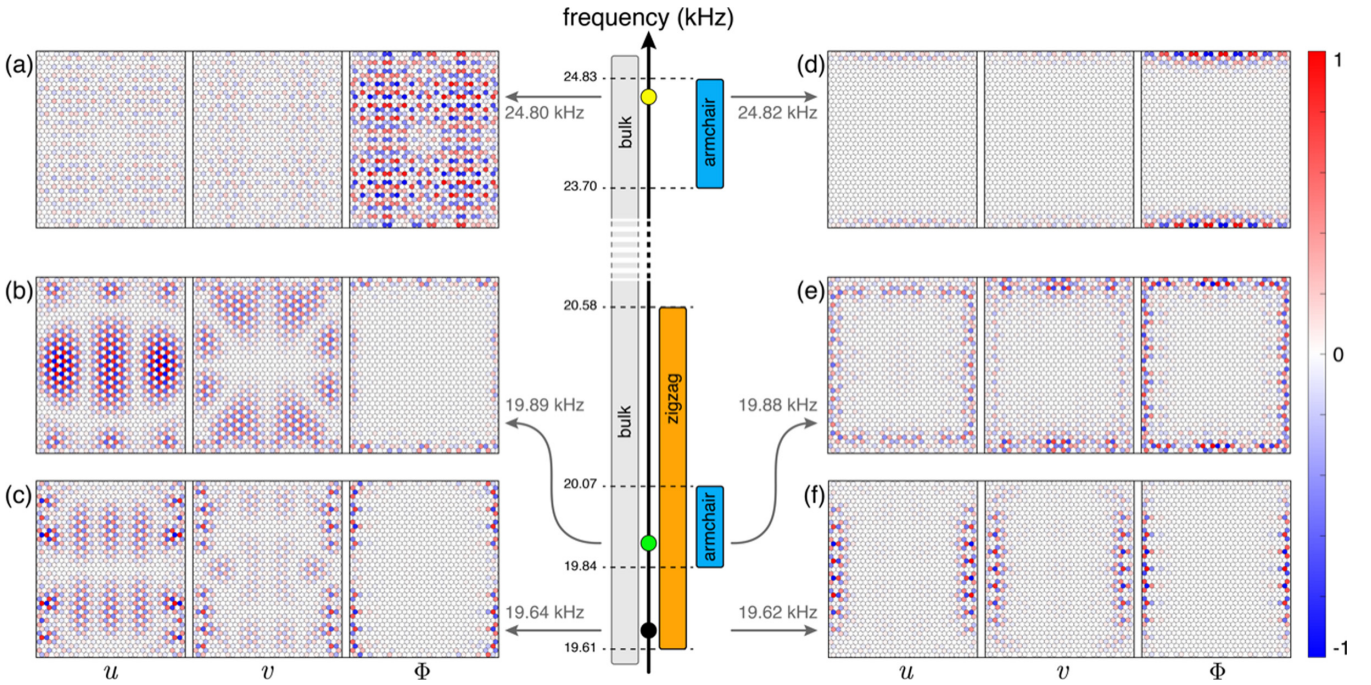 frequency (kHz)
(a)
(d)
1
24.83
24.80 kHz
24.82 kHz
bulk
armchair
23.70
(b)
(e)
20.58
0
19.89 kHz
19.88 kHz
bulk
zigzag
(c)
(f)
20.07
armchair
19.84
19.64 kHz
19.62 kHz
19.61
-1
u
v
Φ
u
v
Φ